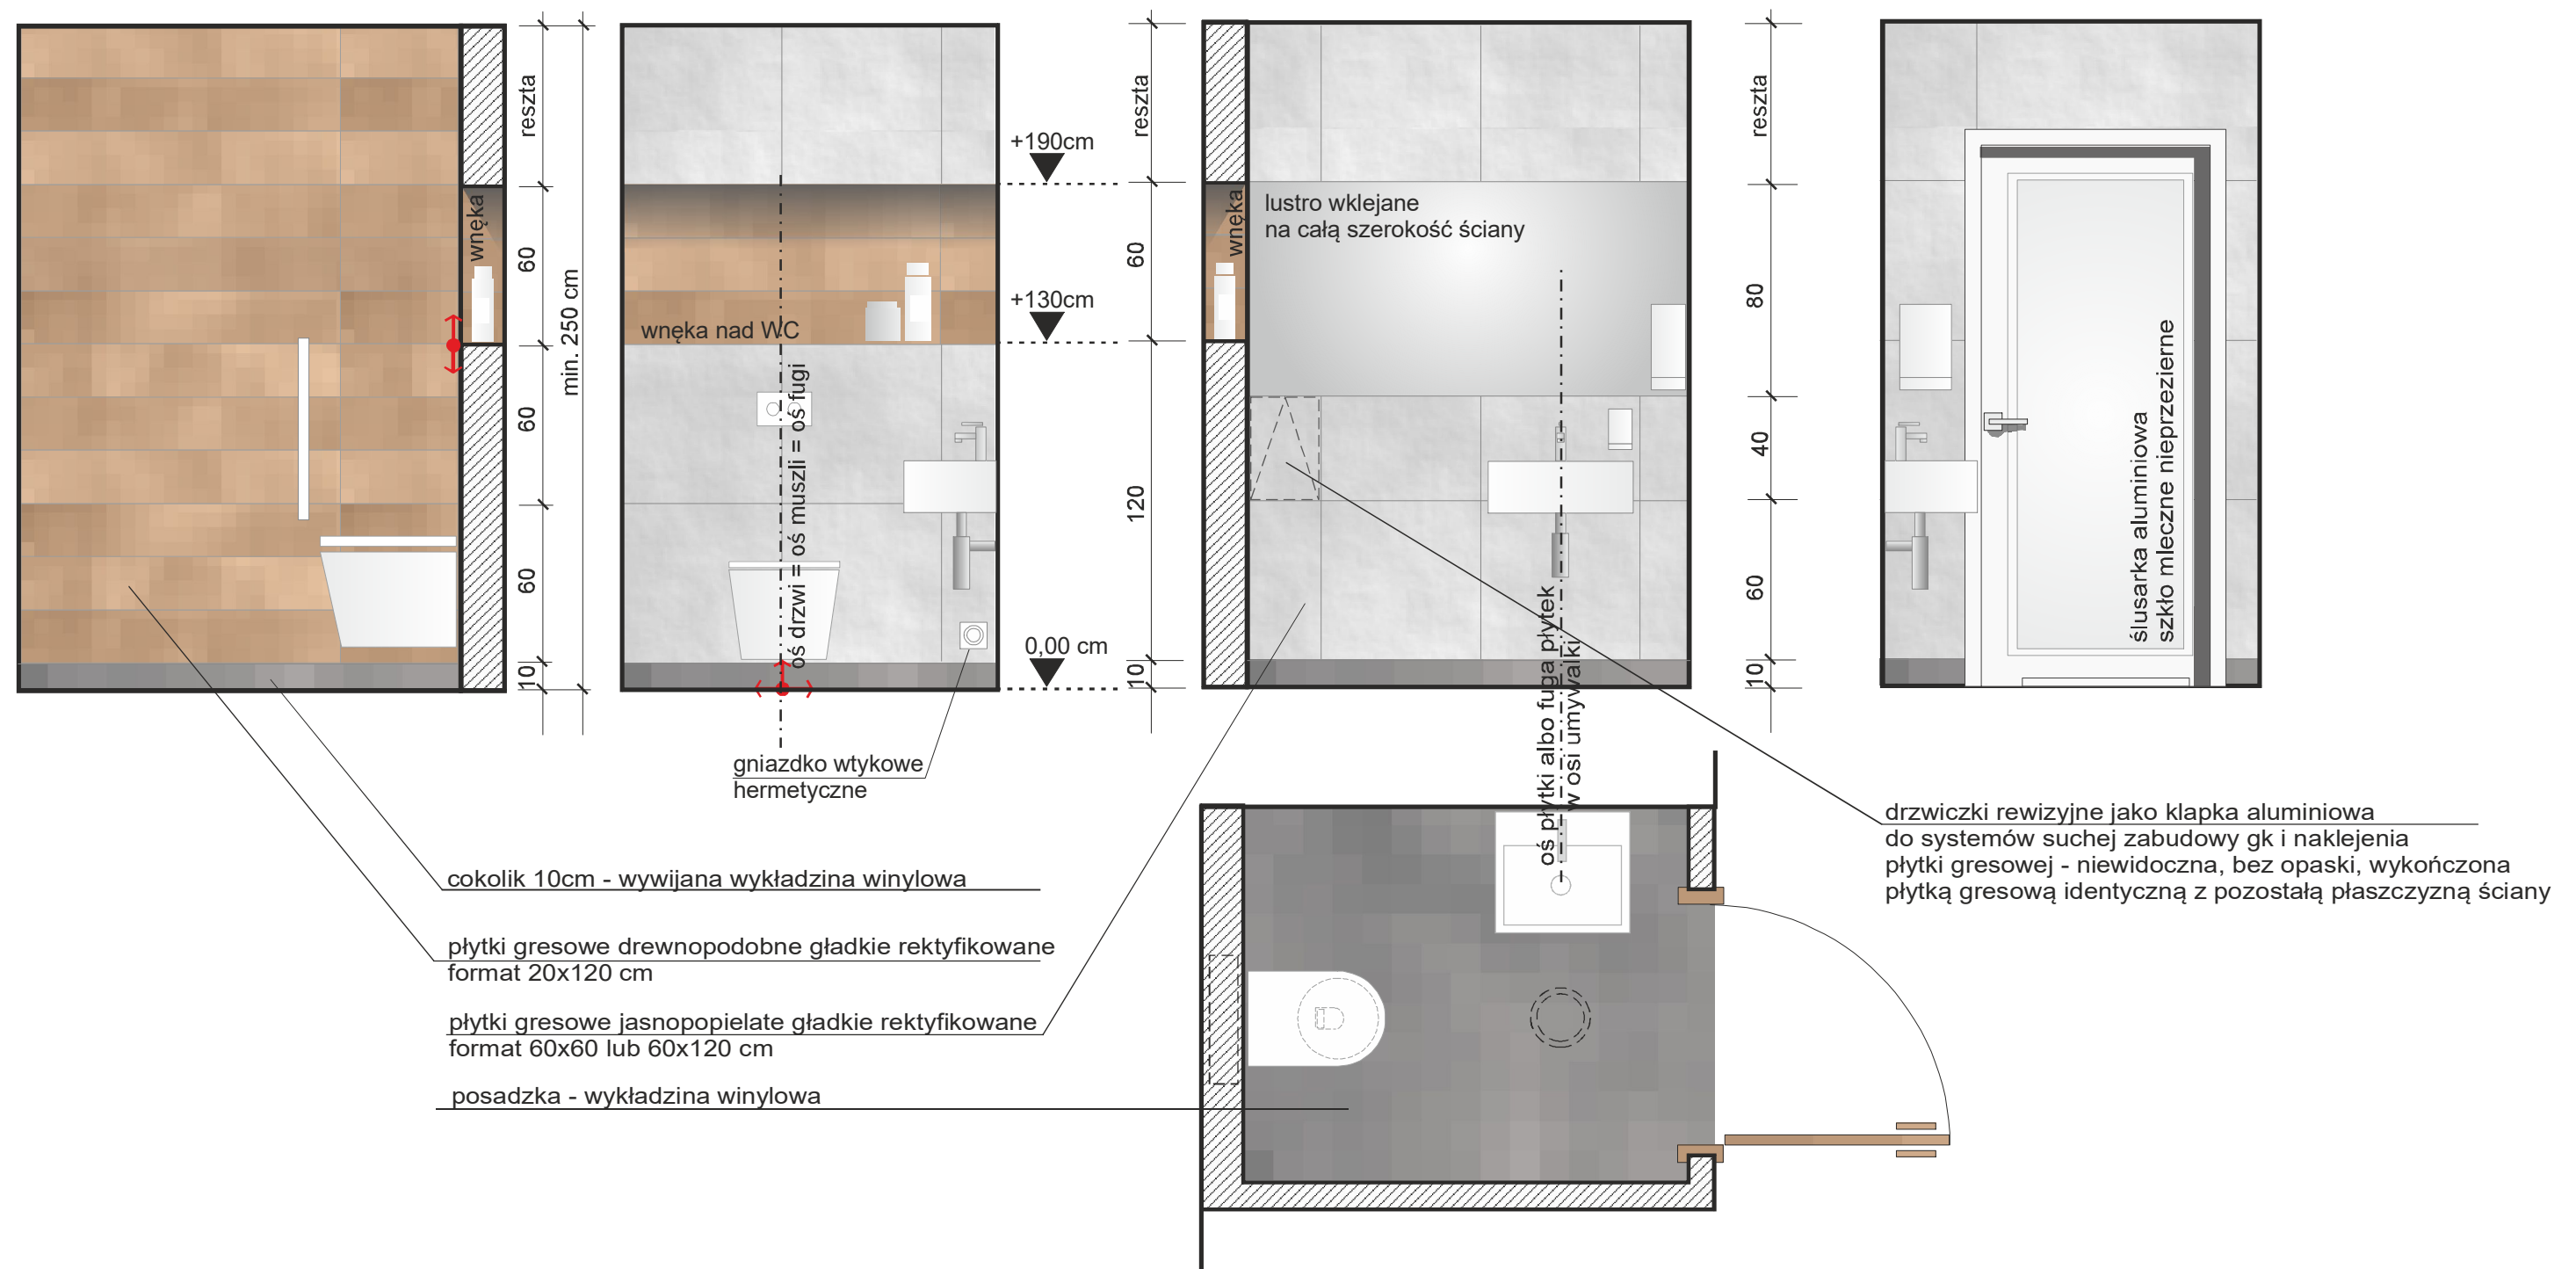 reszta
wnęka
60
min. 250 cm
60
60
10
+190cm
+130cm
0,00 cm
wnęka nad WC
oś drzwi = oś muszli = oś fugi
gniazdko wtykowe
hermetyczne
reszta
60
120
10
wnęka
lustro wklejane
na całą szerokość ściany
oś płytki albo fuga płytek
w osi umywalki
reszta
80
40
60
10
ślusarka aluminiowa
szkło mleczne nieprzezierne
cokolik 10cm - wywijana wykładzina winylowa
płytki gresowe drewnopodobne gładkie rektyfikowane
format 20x120 cm
płytki gresowe jasnopopielate gładkie rektyfikowane
format 60x60 lub 60x120 cm
posadzka - wykładzina winylowa
drzwiczki rewizyjne jako klapka aluminiowa
do systemów suchej zabudowy gk i naklejenia
płytki gresowej - niewidoczna, bez opaski, wykończona
płytką gresową identyczną z pozostałą płaszczyzną ściany